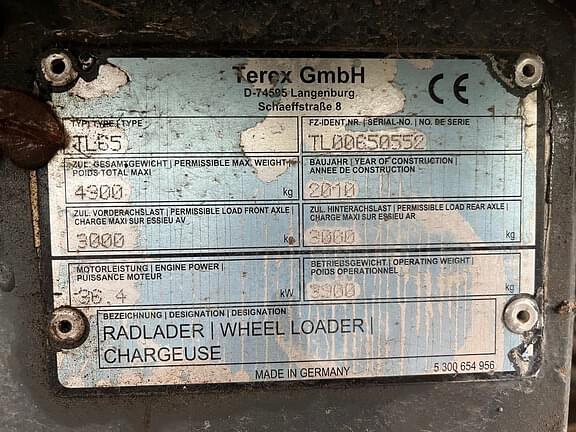 Terex GmbH
D-74595 Langenburg
Schaeffstraße 8
CE
TYP | TYPE | TYPE
TL65
FZ-IDENT.NR. | SERIAL-NO. | NO. DE SERIE
TL00650552
ZUL. GESAMTGEWICHT | PERMISSIBLE MAX. WEIGHT
POIDS TOTAL MAXI
4300 kg
BAUJAHR | YEAR OF CONSTRUCTION |
ANNEE DE CONSTRUCTION
2010
ZUL. VORDERACHSLAST | PERMISSIBLE LOAD FRONT AXLE |
CHARGE MAXI SUR ESSIEU AV
3000 kg
ZUL. HINTERACHSLAST | PERMISSIBLE LOAD REAR AXLE |
CHARGE MAXI SUR ESSIEU AR
3000 kg
MOTORLEISTUNG | ENGINE POWER |
PUISSANCE MOTEUR
36.4 kW
BETRIEBSGEWICHT | OPERATING WEIGHT |
POIDS OPERATIONNEL
3900 kg
BEZEICHNUNG | DESIGNATION | DESIGNATION
RADLADER | WHEEL LOADER |
CHARGEUSE
MADE IN GERMANY
5 300 654 956